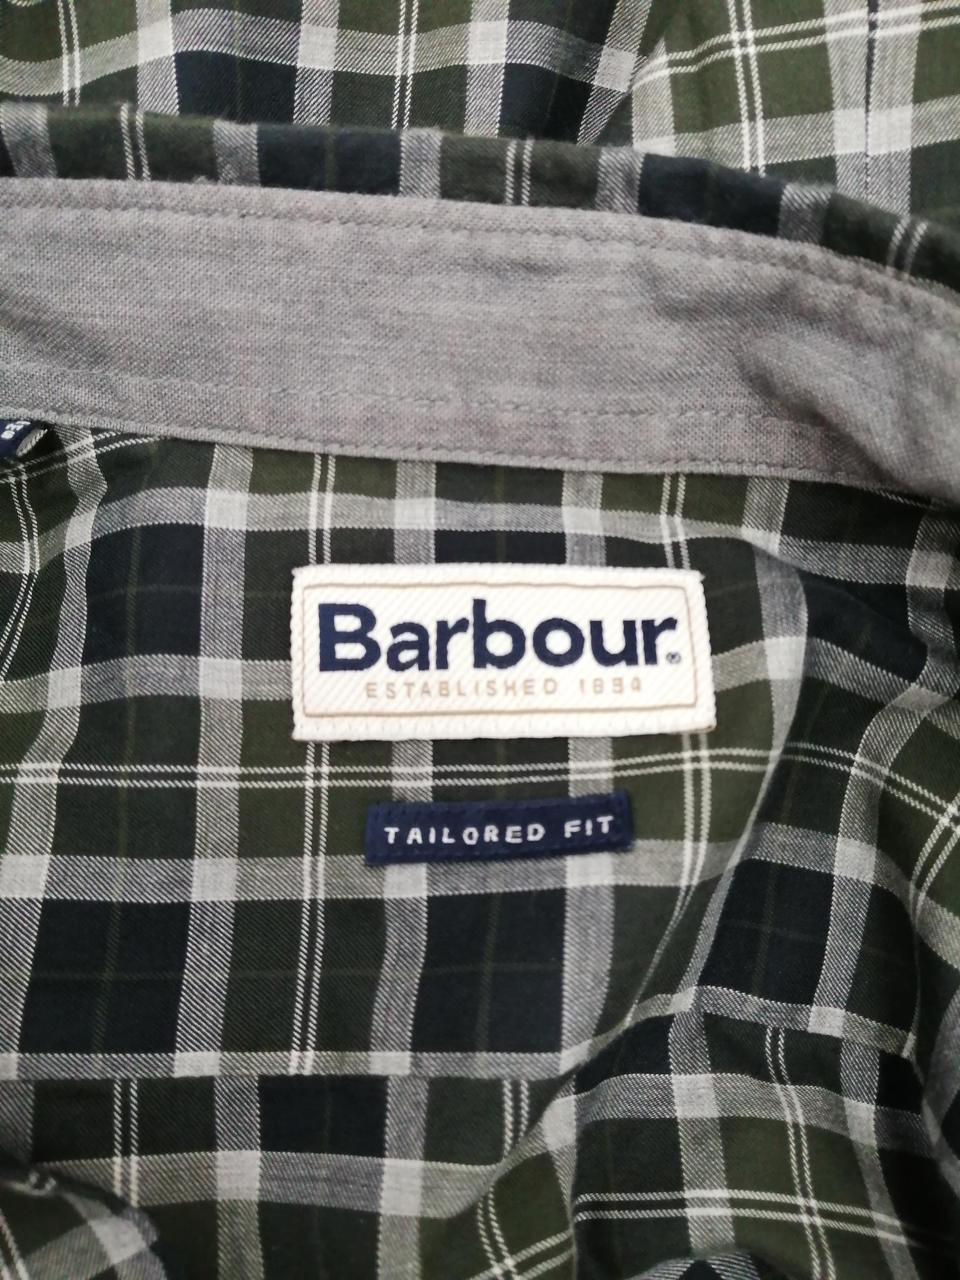 Barbour®
ESTABLISHED 1894
TAILORED FIT